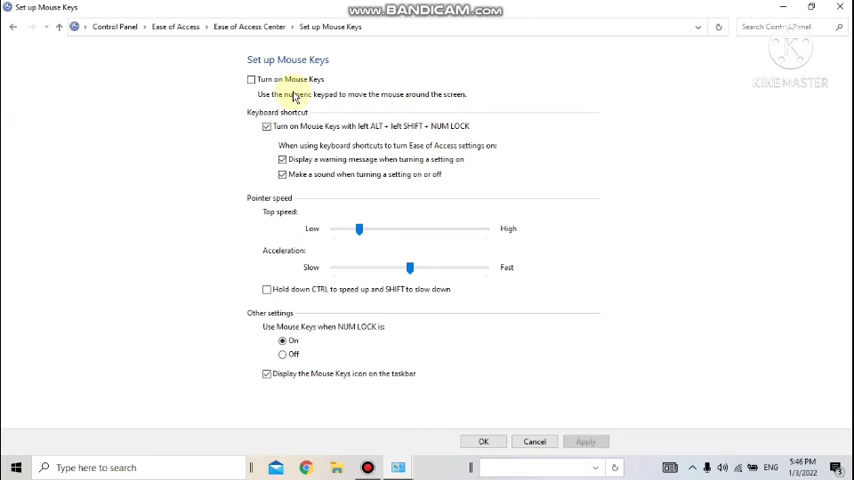 Set up Mouse Keys
www.BANDICAM.com
Control Panel > Ease of Access > Ease of Access Center > Set up Mouse Keys
Search Control Panel
K
KINEMASTER
Set up Mouse Keys
Turn on Mouse Keys
Use the numeric keypad to move the mouse around the screen.
Keyboard shortcut
Turn on Mouse Keys with left ALT + left SHIFT + NUM LOCK
When using keyboard shortcuts to turn Ease of Access settings on:
Display a warning message when turning a setting on
Make a sound when turning a setting on or off
Pointer speed
Top speed:
Low High
Acceleration:
Slow Fast
Hold down CTRL to speed up and SHIFT to slow down
Other settings
Use Mouse Keys when NUM LOCK is:
On
Off
Display the Mouse Keys icon on the taskbar
OK Cancel Apply
Type here to search
ENG
5:46 PM
1/3/2022
3